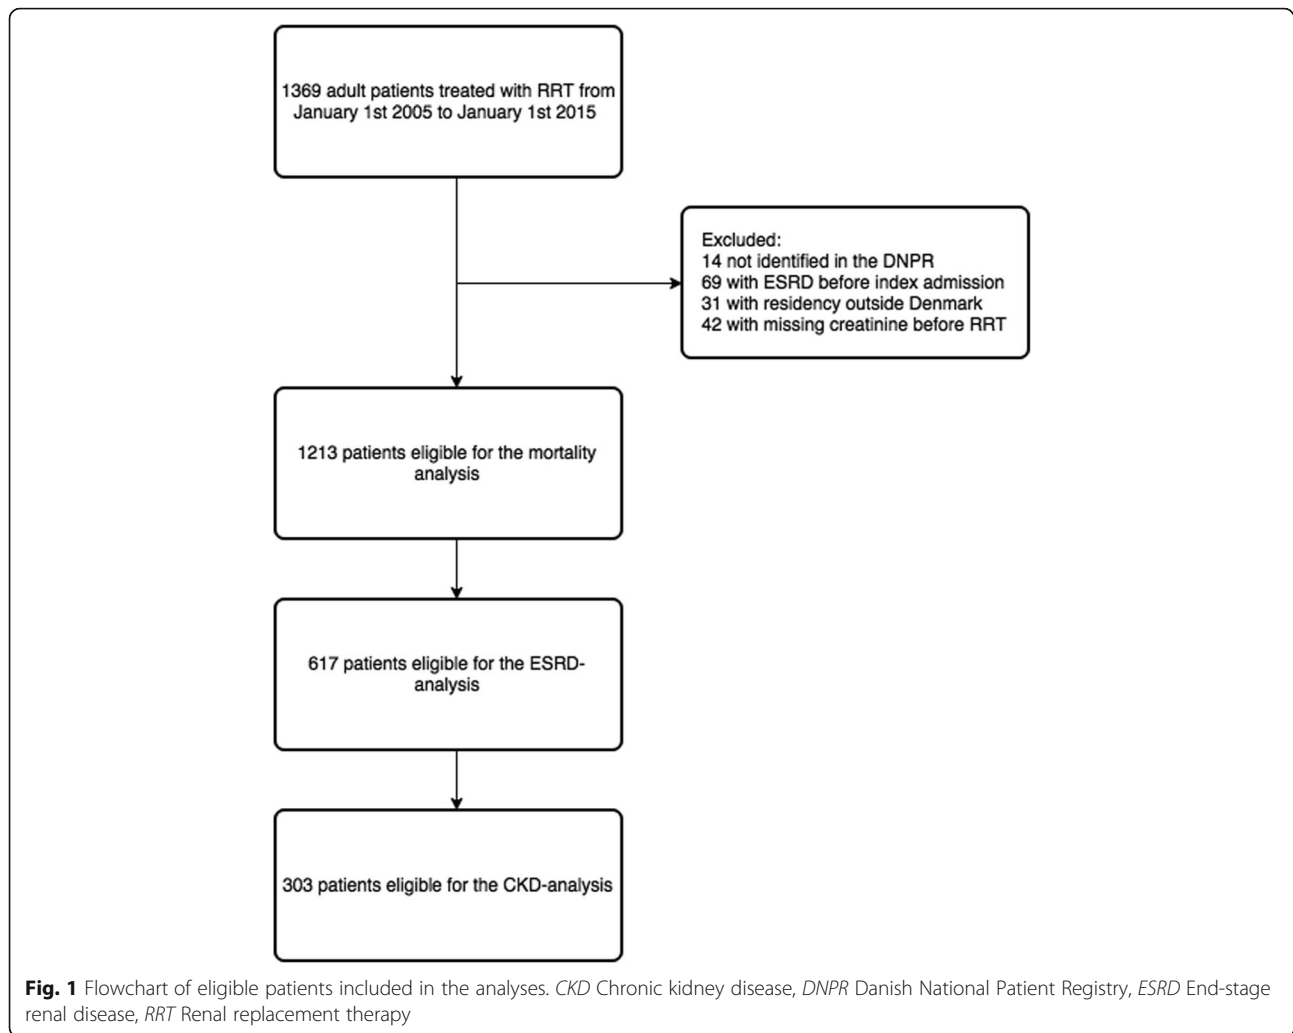 1369 adult patients treated with RRT from
January 1st 2005 to January 1st 2015
Excluded:
14 not identified in the DNPR
69 with ESRD before index admission
31 with residency outside Denmark
42 with missing creatinine before RRT
1213 patients eligible for the mortality
analysis
617 patients eligible for the ESRD-
analysis
303 patients eligible for the CKD-analysis
Fig. 1 Flowchart of eligible patients included in the analyses. CKD Chronic kidney disease, DNPR Danish National Patient Registry, ESRD End-stage
renal disease, RRT Renal replacement therapy